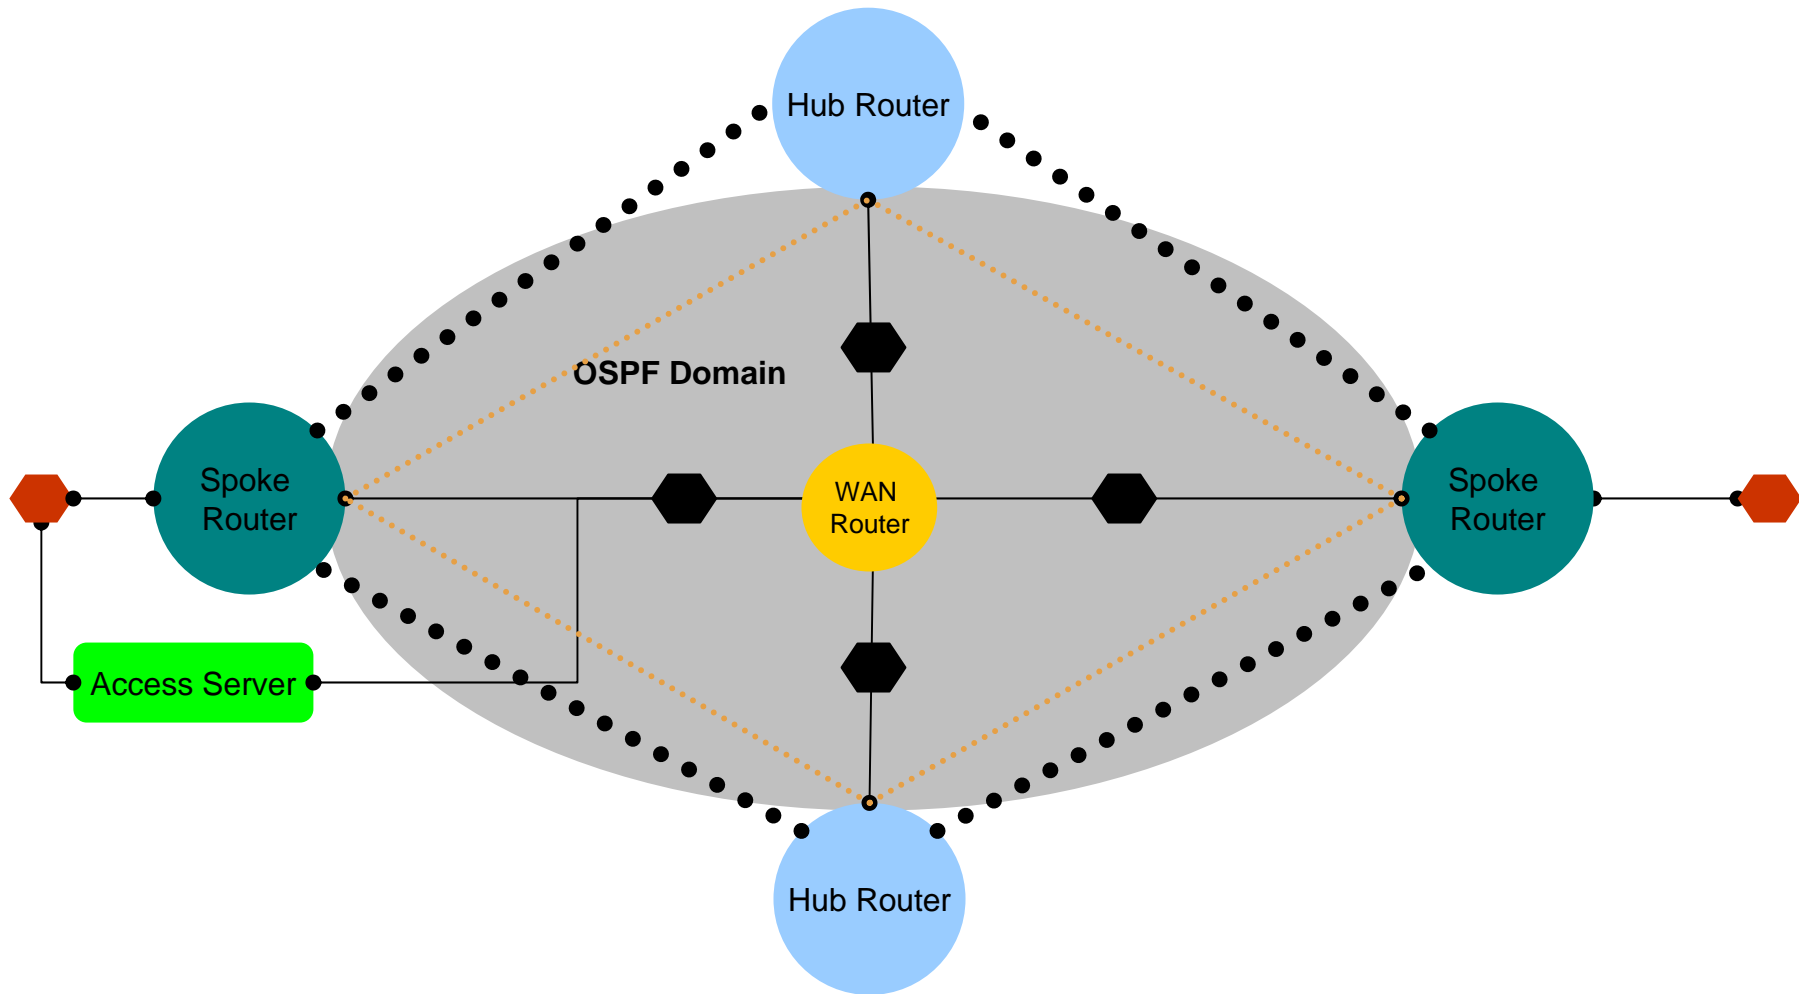 Hub Router
OSPF Domain
Spoke
Router
WAN
Router
Spoke
Router
Access Server
Hub Router